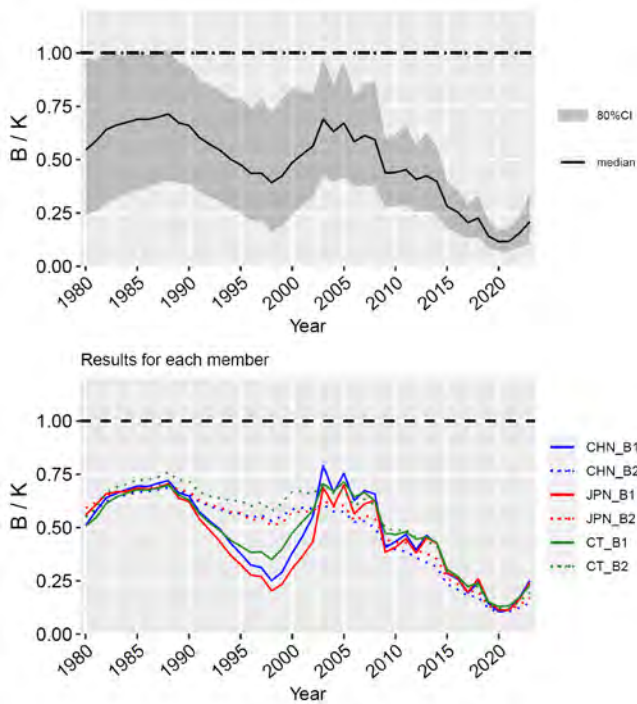 1.00
0.75
0.50
0.25
0.00
B / K
1980
1985
1990
1995
2000
2005
2010
2015
2020
Year
80%CI
median
Results for each member
1.00
0.75
0.50
0.25
0.00
B / K
1980
1985
1990
1995
2000
2005
2010
2015
2020
Year
CHN_B1
CHN_B2
JPN_B1
JPN_B2
CT_B1
CT_B2